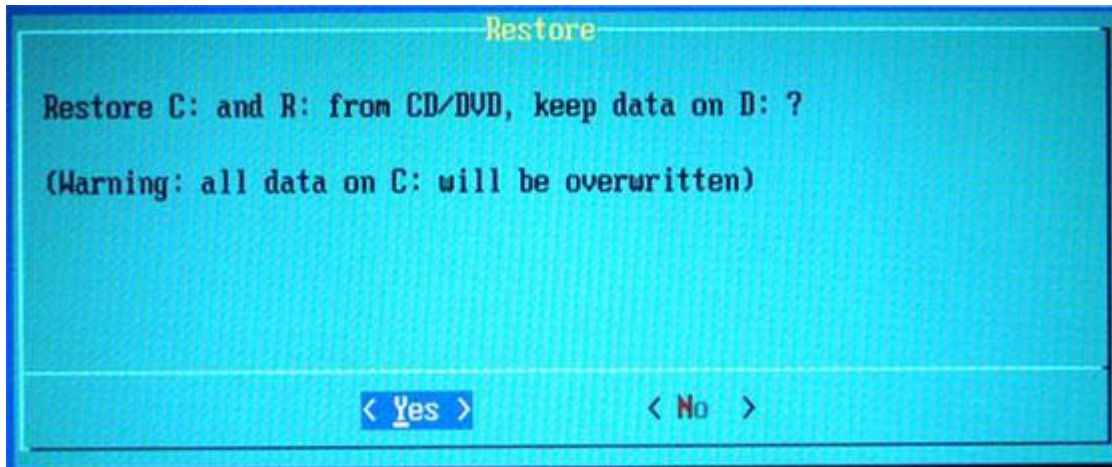 Restore
Restore C: and R: from CD/DVD, keep data on D: ?
(Warning: all data on C: will be overwritten)
< Yes > < No >